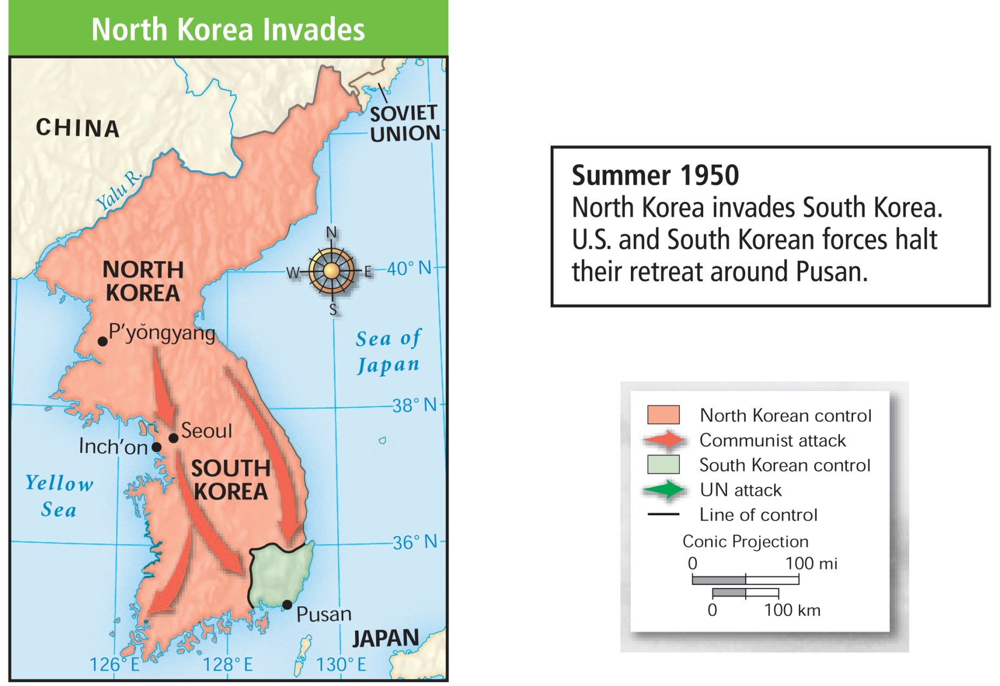 North Korea Invades
CHINA
SOVIET
UNION
Yalu R.
N
W
E
S
40° N
NORTH
KOREA
P'yŏngyang
Sea of
Japan
38° N
Seoul
Inch'on
SOUTH
KOREA
Yellow
Sea
36° N
Pusan
JAPAN
126° E
128° E
130° E
Summer 1950
North Korea invades South Korea.
U.S. and South Korean forces halt
their retreat around Pusan.
North Korean control
Communist attack
South Korean control
UN attack
Line of control
Conic Projection
0 100 mi
0 100 km